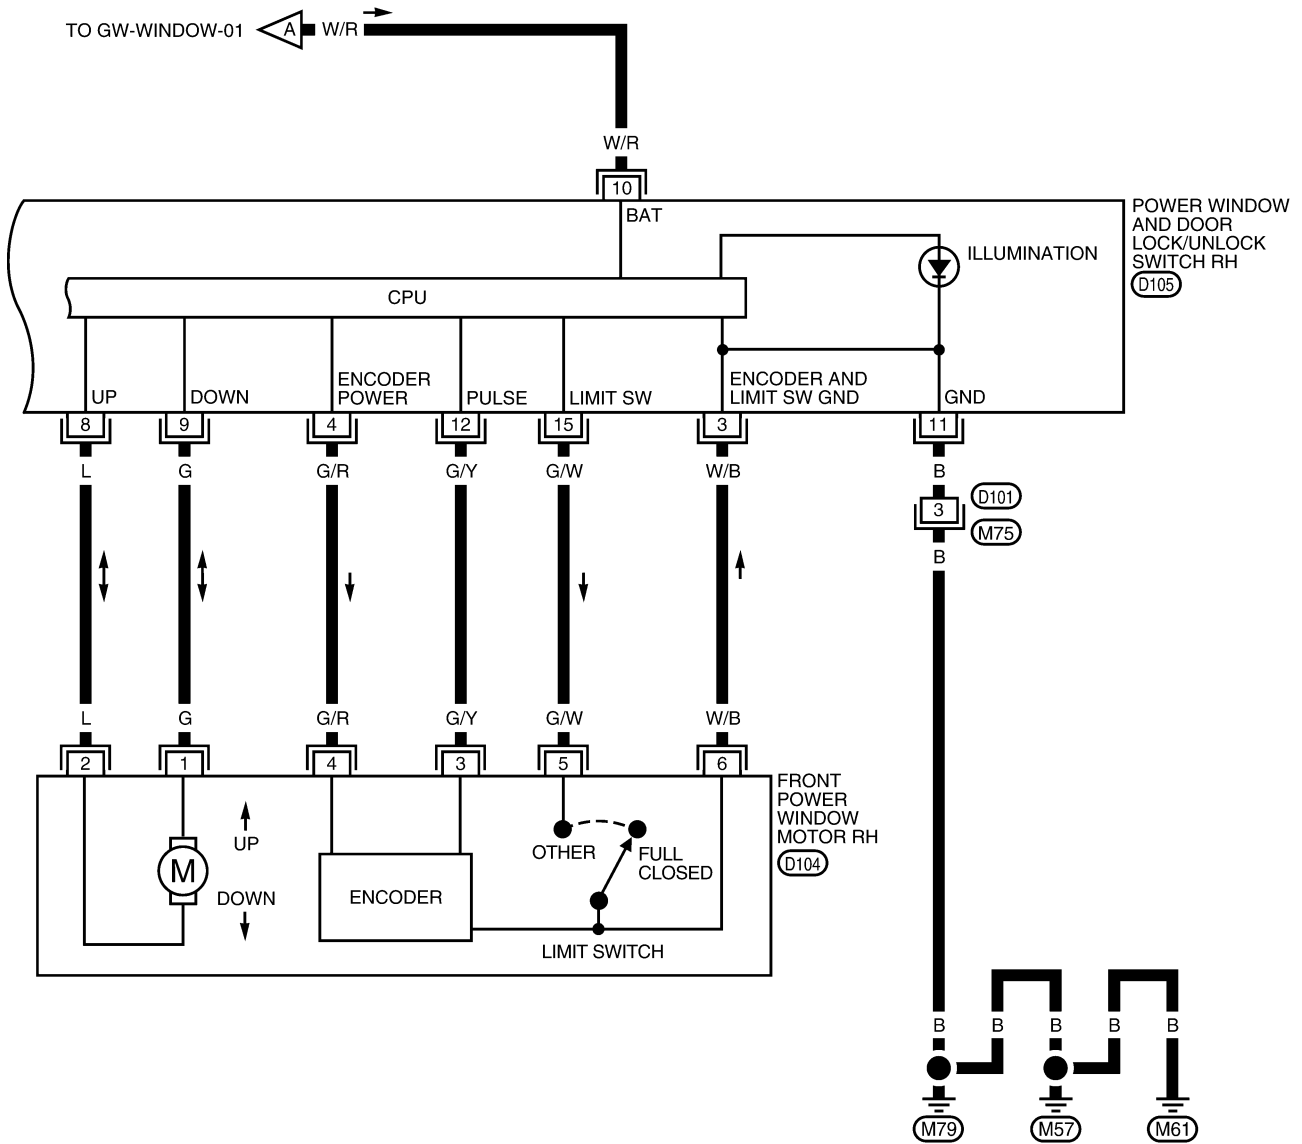 TO GW-WINDOW-01
A
W/R
W/R
10
BAT
POWER WINDOW
AND DOOR
LOCK/UNLOCK
SWITCH RH
D105
ILLUMINATION
CPU
UP
DOWN
ENCODER
POWER
PULSE
LIMIT SW
ENCODER AND
LIMIT SW GND
GND
8 9 4 12 15 3 11
L G G/R G/Y G/W W/B B
3
D101
M75
B
L G G/R G/Y G/W W/B
2 1 4 3 5 6
FRONT
POWER
WINDOW
MOTOR RH
D104
UP
M
DOWN
ENCODER
OTHER
FULL
CLOSED
LIMIT SWITCH
B B B B B
M79 M57 M61